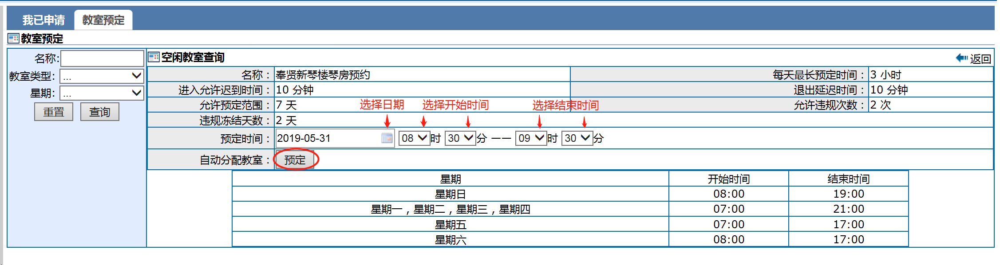 我已申请 教室预定
教室预定
名称:
教室类型: ...
星期: ...
重置 查询
空闲教室查询 返回
名称： 奉贤新琴楼琴房预约 每天最长预定时间： 3 小时
进入允许迟到时间： 10 分钟 退出延迟时间： 10 分钟
允许预定范围： 7 天 选择日期 选择开始时间 选择结束时间 允许违规次数： 2 次
违规冻结天数： 2 天
预定时间： 2019-05-31 08 时 30 分 一一 09 时 30 分
自动分配教室： 预定
星期 开始时间 结束时间
星期日 08:00 19:00
星期一，星期二，星期三，星期四 07:00 21:00
星期五 07:00 17:00
星期六 08:00 17:00